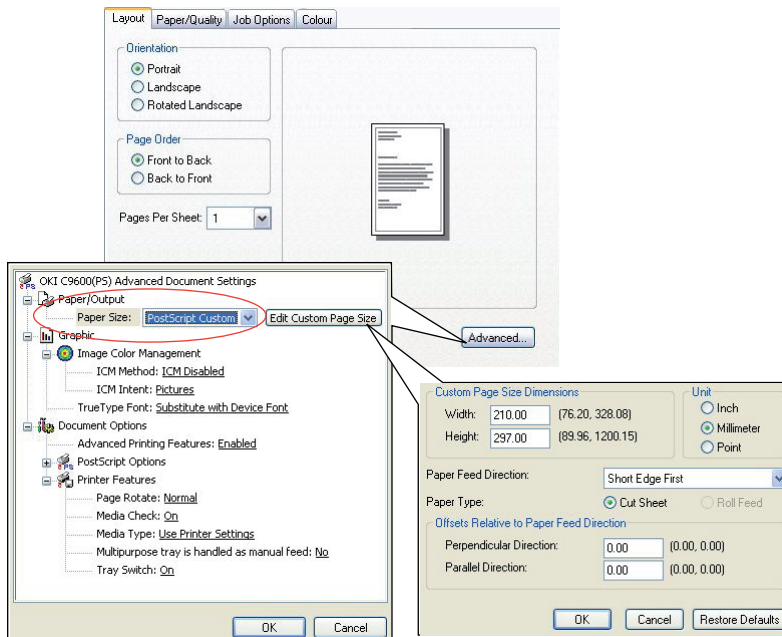 Layout Paper/Quality Job Options Colour
Orientation
Portrait
Landscape
Rotated Landscape
Page Order
Front to Back
Back to Front
Pages Per Sheet: 1
Advanced...
OKI C9600(PS) Advanced Document Settings
Paper/Output
Paper Size: PostScript Custom Edit Custom Page Size
Graphic
Image Color Management
ICM Method: ICM Disabled
ICM Intent: Pictures
TrueType Font: Substitute with Device Font
Document Options
Advanced Printing Features: Enabled
PostScript Options
Printer Features
Page Rotate: Normal
Media Check: On
Media Type: Use Printer Settings
Multipurpose tray is handled as manual feed: No
Tray Switch: On
OK Cancel
Custom Page Size Dimensions
Width: 210.00 (76.20, 328.08)
Height: 297.00 (89.96, 1200.15)
Unit
Inch
Millimeter
Point
Paper Feed Direction: Short Edge First
Paper Type: Cut Sheet Roll Feed
Offsets Relative to Paper Feed Direction
Perpendicular Direction: 0.00 (0.00, 0.00)
Parallel Direction: 0.00 (0.00, 0.00)
OK Cancel Restore Defaults